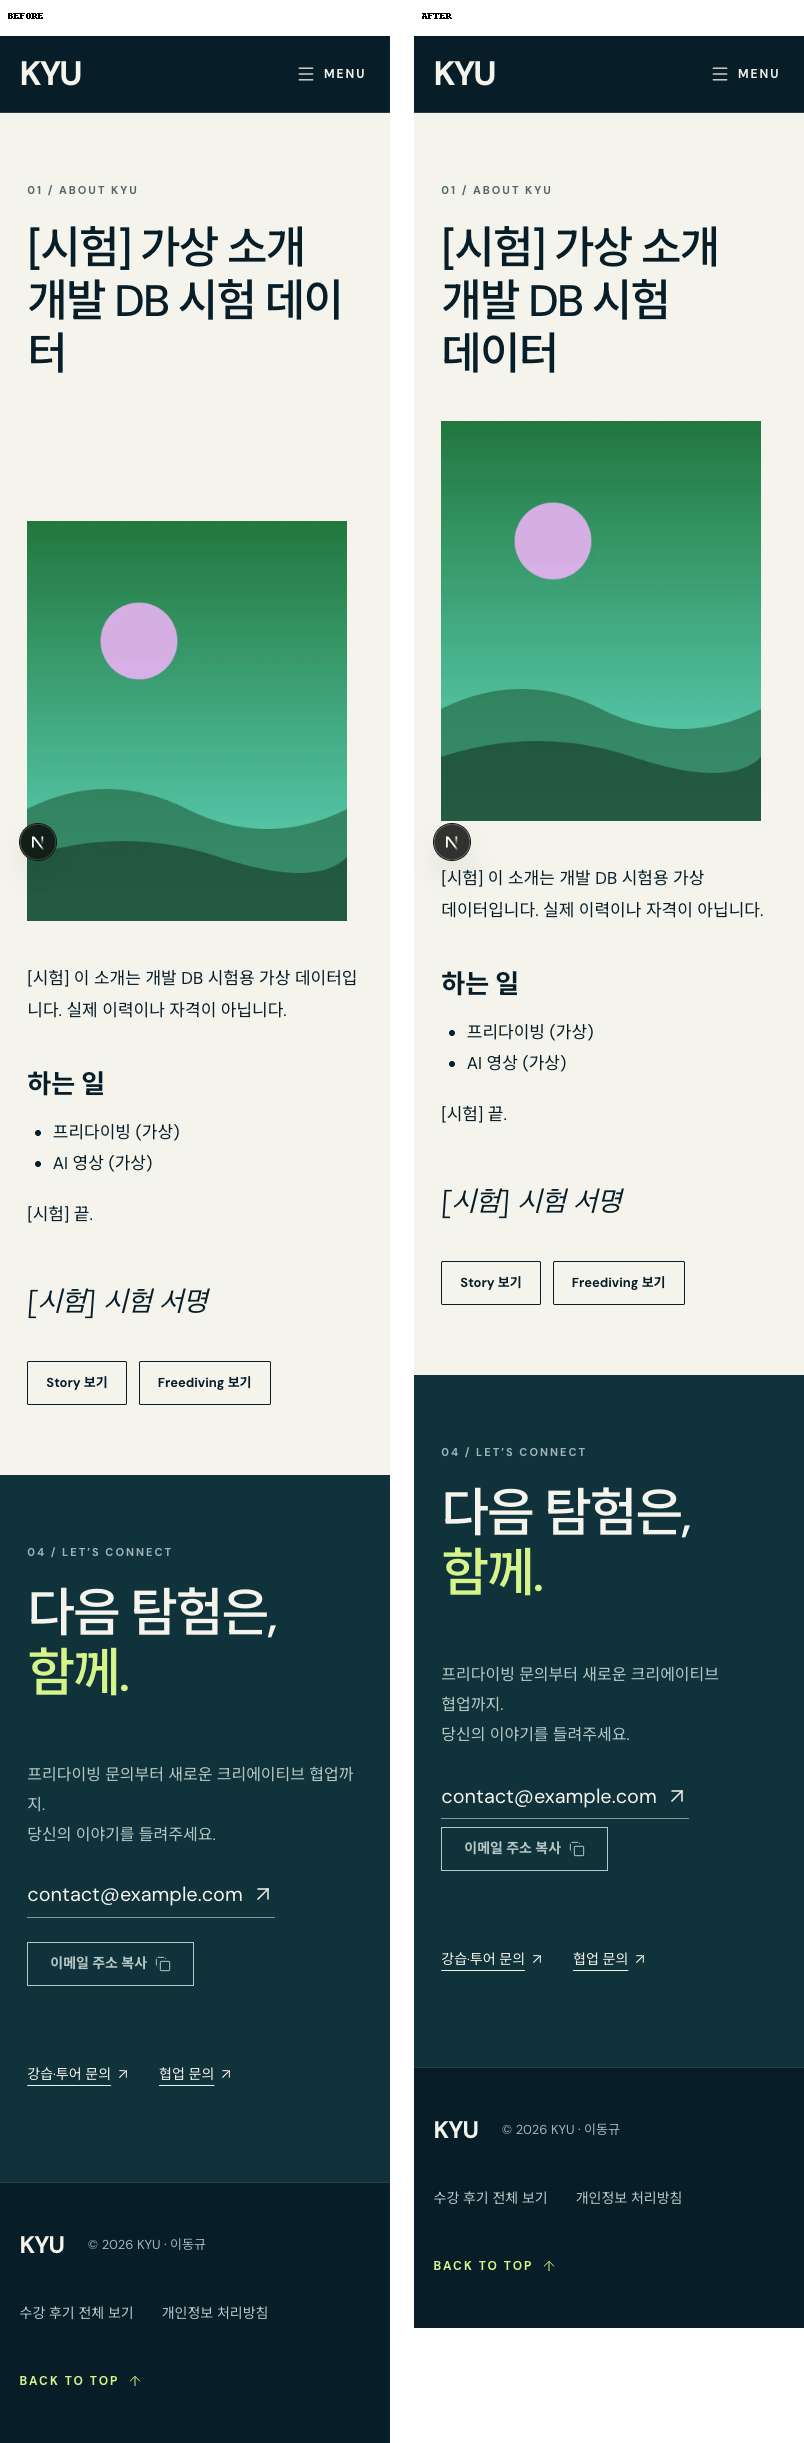 BEFORE
KYU
MENU
01 / ABOUT KYU
[시험] 가상 소개
개발 DB 시험 데이
터
N
[시험] 이 소개는 개발 DB 시험용 가상 데이터입
니다. 실제 이력이나 자격이 아닙니다.
하는 일
• 프리다이빙 (가상)
• AI 영상 (가상)
[시험] 끝.
[시험] 시험 서명
Story 보기
Freediving 보기
04 / LET'S CONNECT
다음 탐험은,
함께.
프리다이빙 문의부터 새로운 크리에이티브 협업까
지.
당신의 이야기를 들려주세요.
contact@example.com
이메일 주소 복사
강습·투어 문의
협업 문의
KYU
© 2026 KYU · 이동규
수강 후기 전체 보기
개인정보 처리방침
BACK TO TOP
AFTER
KYU
MENU
01 / ABOUT KYU
[시험] 가상 소개
개발 DB 시험
데이터
N
[시험] 이 소개는 개발 DB 시험용 가상
데이터입니다. 실제 이력이나 자격이 아닙니다.
하는 일
• 프리다이빙 (가상)
• AI 영상 (가상)
[시험] 끝.
[시험] 시험 서명
Story 보기
Freediving 보기
04 / LET'S CONNECT
다음 탐험은,
함께.
프리다이빙 문의부터 새로운 크리에이티브
협업까지.
당신의 이야기를 들려주세요.
contact@example.com
이메일 주소 복사
강습·투어 문의
협업 문의
KYU
© 2026 KYU · 이동규
수강 후기 전체 보기
개인정보 처리방침
BACK TO TOP